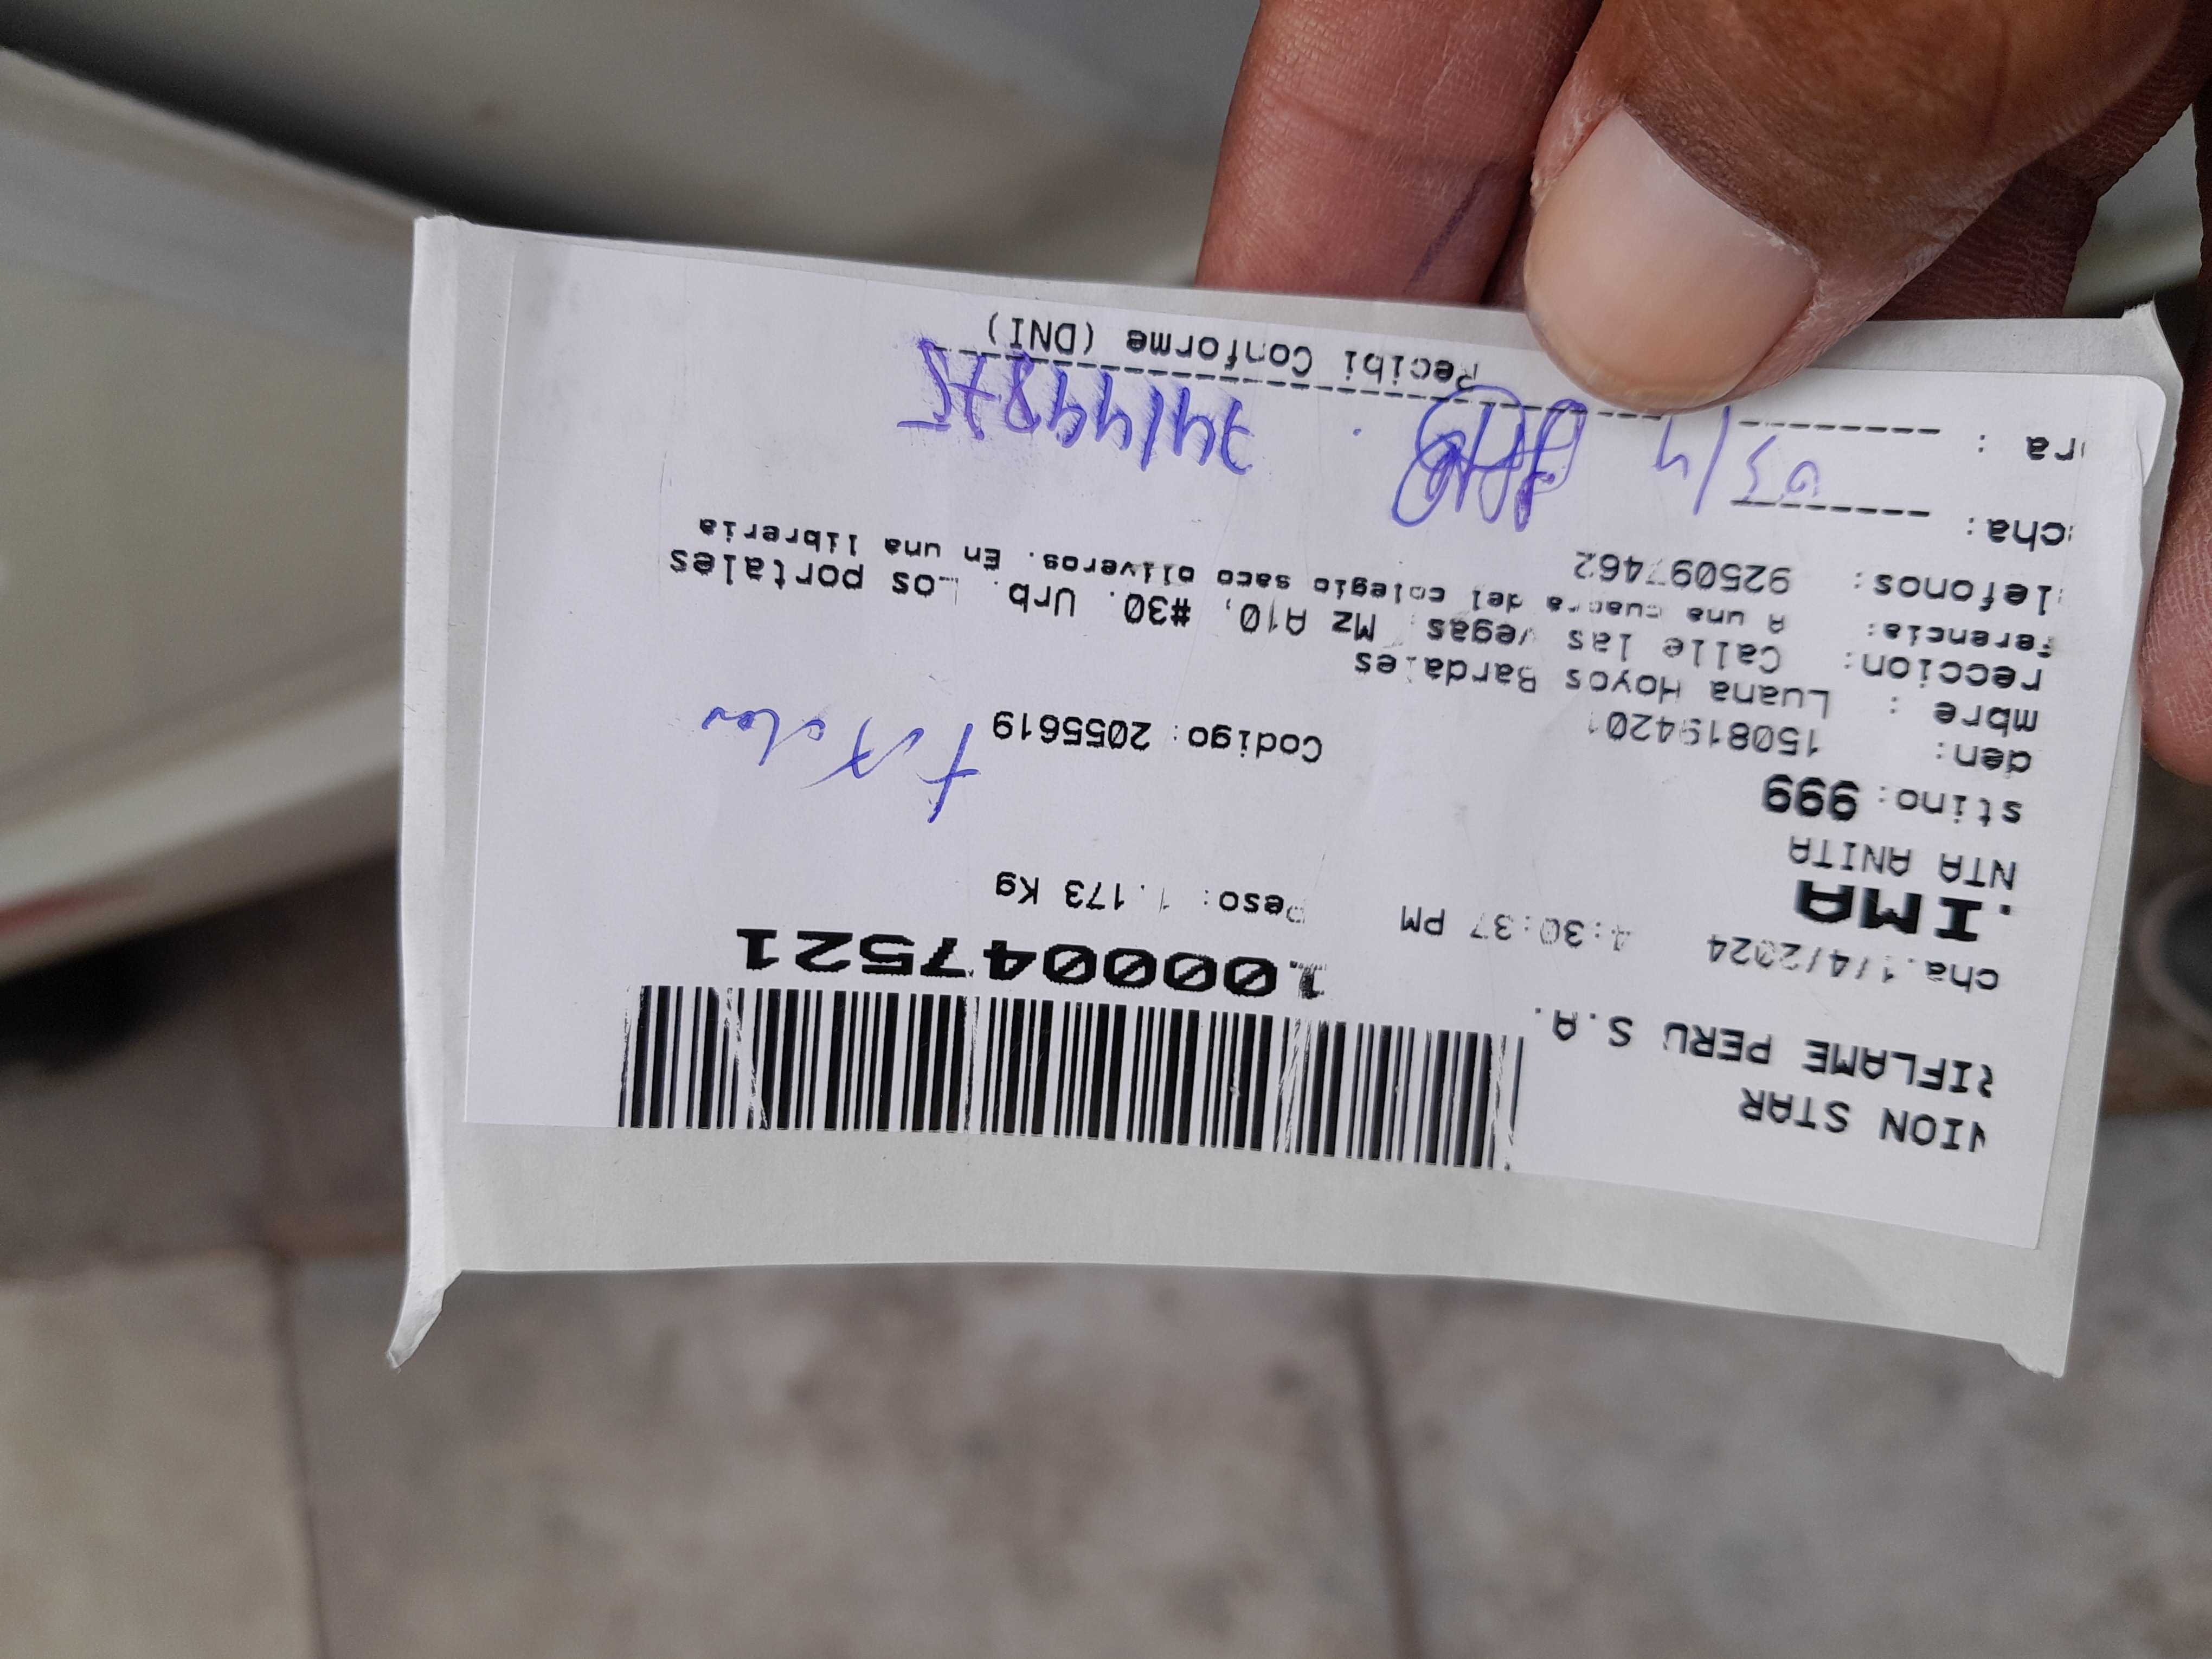 NION STAR
RIFLAME PERU S.A.
1000047521
cha.1/4/2024 4:30:37 PM Peso: 1.173 Kg
LIMA
NTA ANITA
stino: 999
den: 1508194201 Codigo: 2055619
mbre : Luana Hoyos Bardales
reccion: Calle las vegas. Mz A10, #30. Urb. Los portales
ferencia: A una cuadra del colegio saco oliveros. En una libreria
lefonos: 925097462
cha: 03/4
ra :
74144875
Recibi Conforme (DNI)